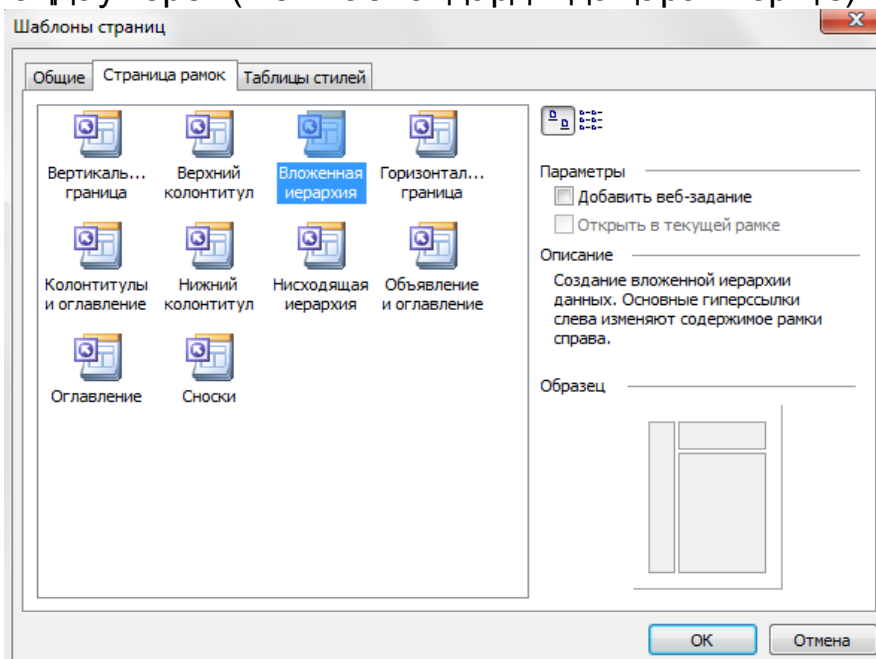 Шаблоны страниц
Общие
Страница рамок
Таблицы стилей
Вертикаль...
граница
Верхний
колонтитул
Вложенная
иерархия
Горизонтал...
граница
Колонтитулы
и оглавление
Нижний
колонтитул
Нисходящая
иерархия
Объявление
и оглавление
Оглавление
Сноски
Параметры
Добавить веб-задание
Открыть в текущей рамке
Описание
Создание вложенной иерархии
данных. Основные гиперссылки
слева изменяют содержимое рамки
справа.
Образец
ОК
Отмена